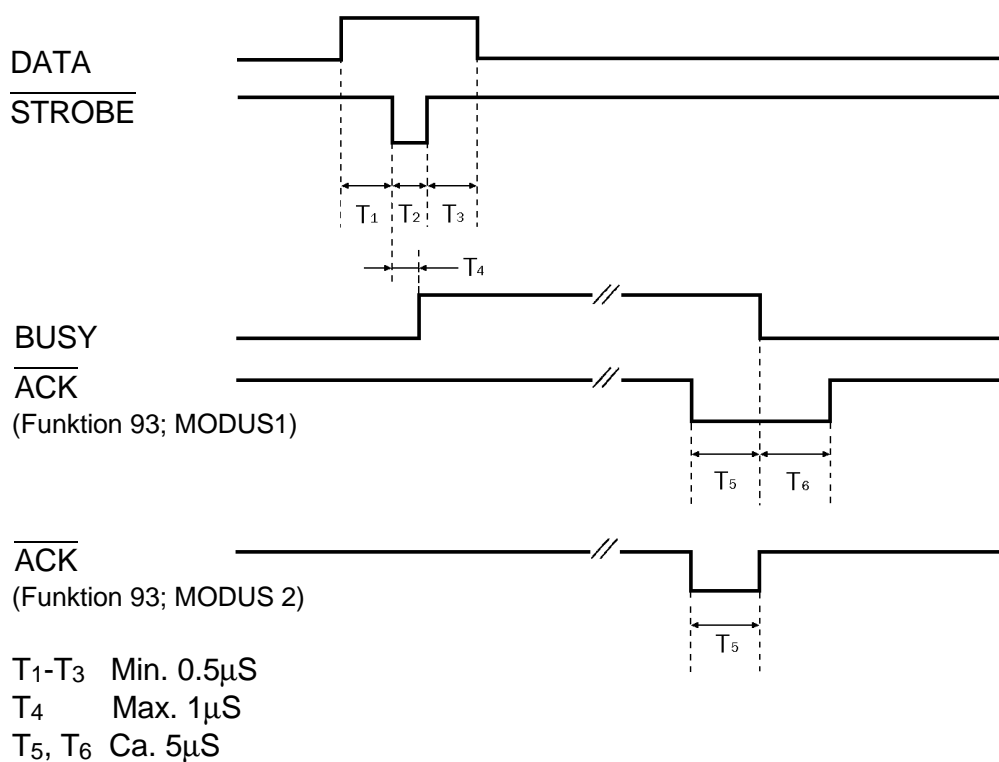 DATA
STROBE
T1 T2 T3
T4
BUSY
ACK
(Funktion 93; MODUS1)
T5 T6
ACK
(Funktion 93; MODUS 2)
T5
T1-T3 Min. 0.5µS
T4 Max. 1µS
T5, T6 Ca. 5µS